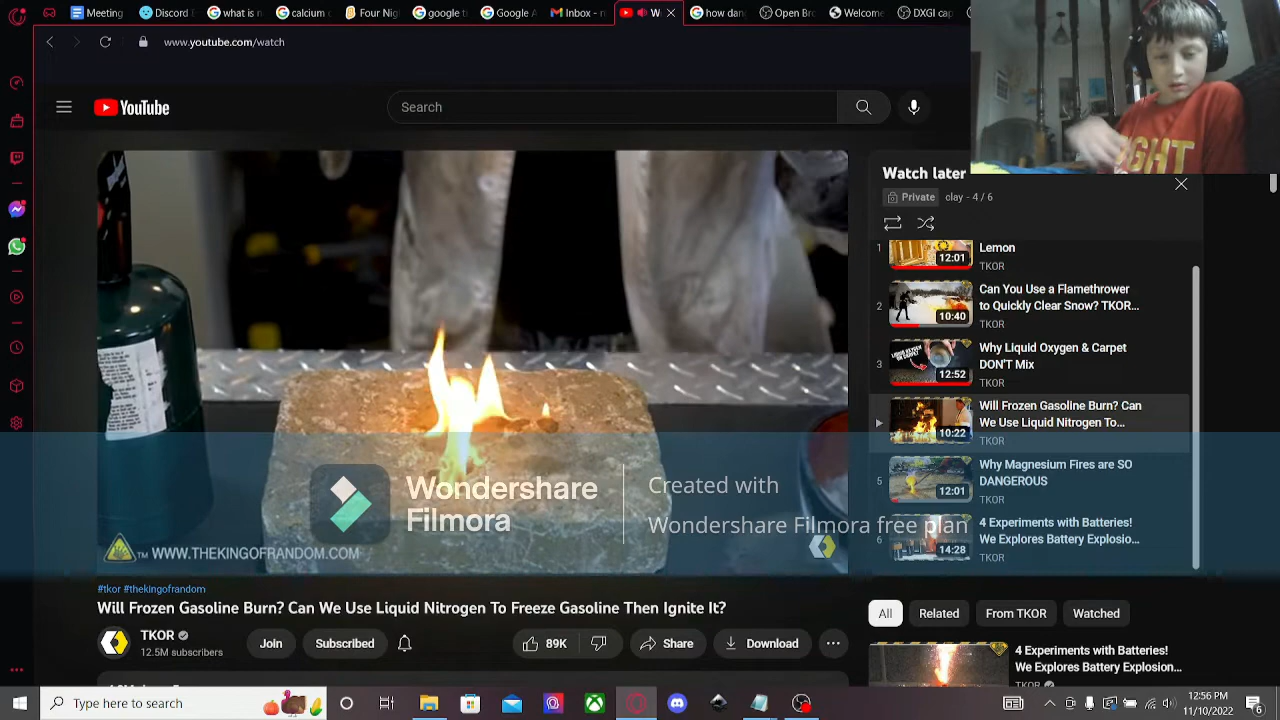 Meeting
Discord
what is n
calcium c
Four Nig
google ti
Google A
Inbox - m
W
how dang
Open Bro
Welcome
DXGI cap
www.youtube.com/watch
YouTube
Search
Watch later
Private clay - 4 / 6
1
Lemon
12:01
TKOR
Can You Use a Flamethrower
2
to Quickly Clear Snow? TKOR...
10:40
TKOR
Why Liquid Oxygen & Carpet
3
DON'T Mix
12:52
TKOR
Will Frozen Gasoline Burn? Can
We Use Liquid Nitrogen To...
10:22
TKOR
Why Magnesium Fires are SO
5
DANGEROUS
12:01
TKOR
4 Experiments with Batteries!
6
We Explores Battery Explosio...
14:28
TKOR
Wondershare
Filmora
Created with
Wondershare Filmora free plan
TM WWW.THEKINGOFRANDOM.COM
#tkor #thekingofrandom
Will Frozen Gasoline Burn? Can We Use Liquid Nitrogen To Freeze Gasoline Then Ignite It?
TKOR
12.5M subscribers
Join
Subscribed
89K
Share
Download
All
Related
From TKOR
Watched
4 Experiments with Batteries!
We Explores Battery Explosion...
TKOR
Type here to search
12:56 PM
11/10/2022
6